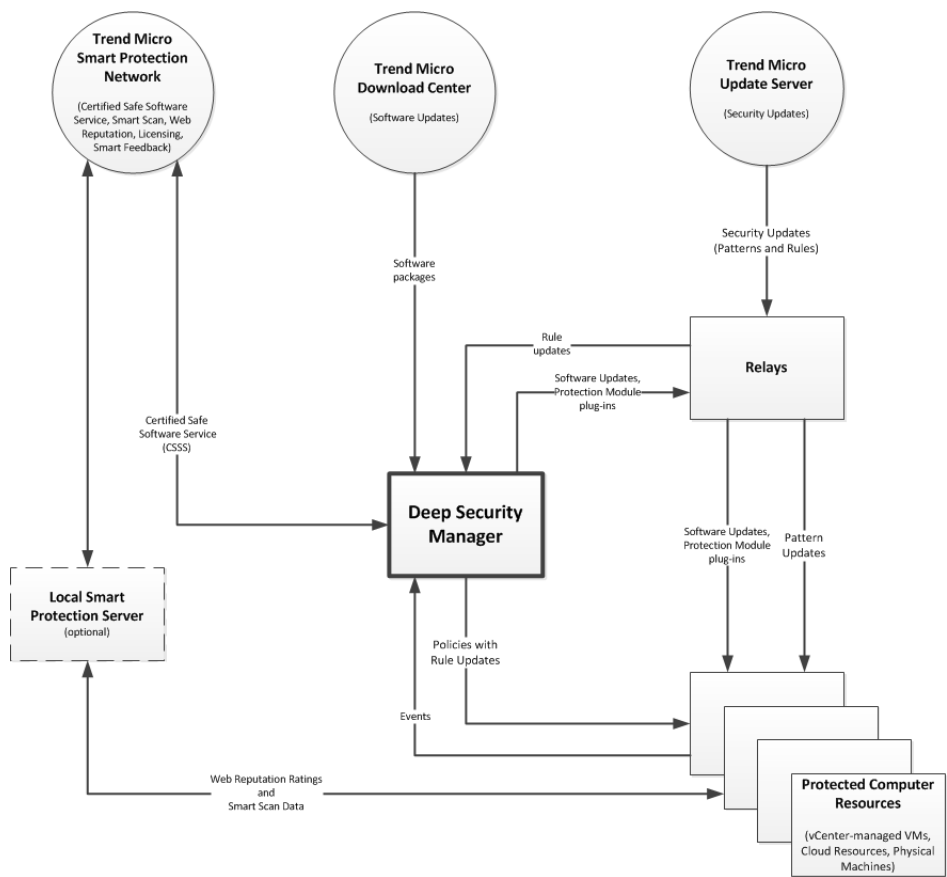 Trend Micro
Smart Protection
Network
(Certified Safe Software
Service, Smart Scan, Web
Reputation, Licensing,
Smart Feedback)
Trend Micro
Download Center
(Software Updates)
Trend Micro
Update Server
(Security Updates)
Security Updates
(Patterns and Rules)
Software
packages
Rule
updates
Relays
Software Updates,
Protection Module
plug-ins
Certified Safe
Software Service
(CSSS)
Deep Security
Manager
Software Updates,
Protection Module
plug-ins
Pattern
Updates
Local Smart
Protection Server
(optional)
Policies with
Rule Updates
Events
Web Reputation Ratings
and
Smart Scan Data
Protected Computer
Resources
(vCenter-managed VMs,
Cloud Resources, Physical
Machines)